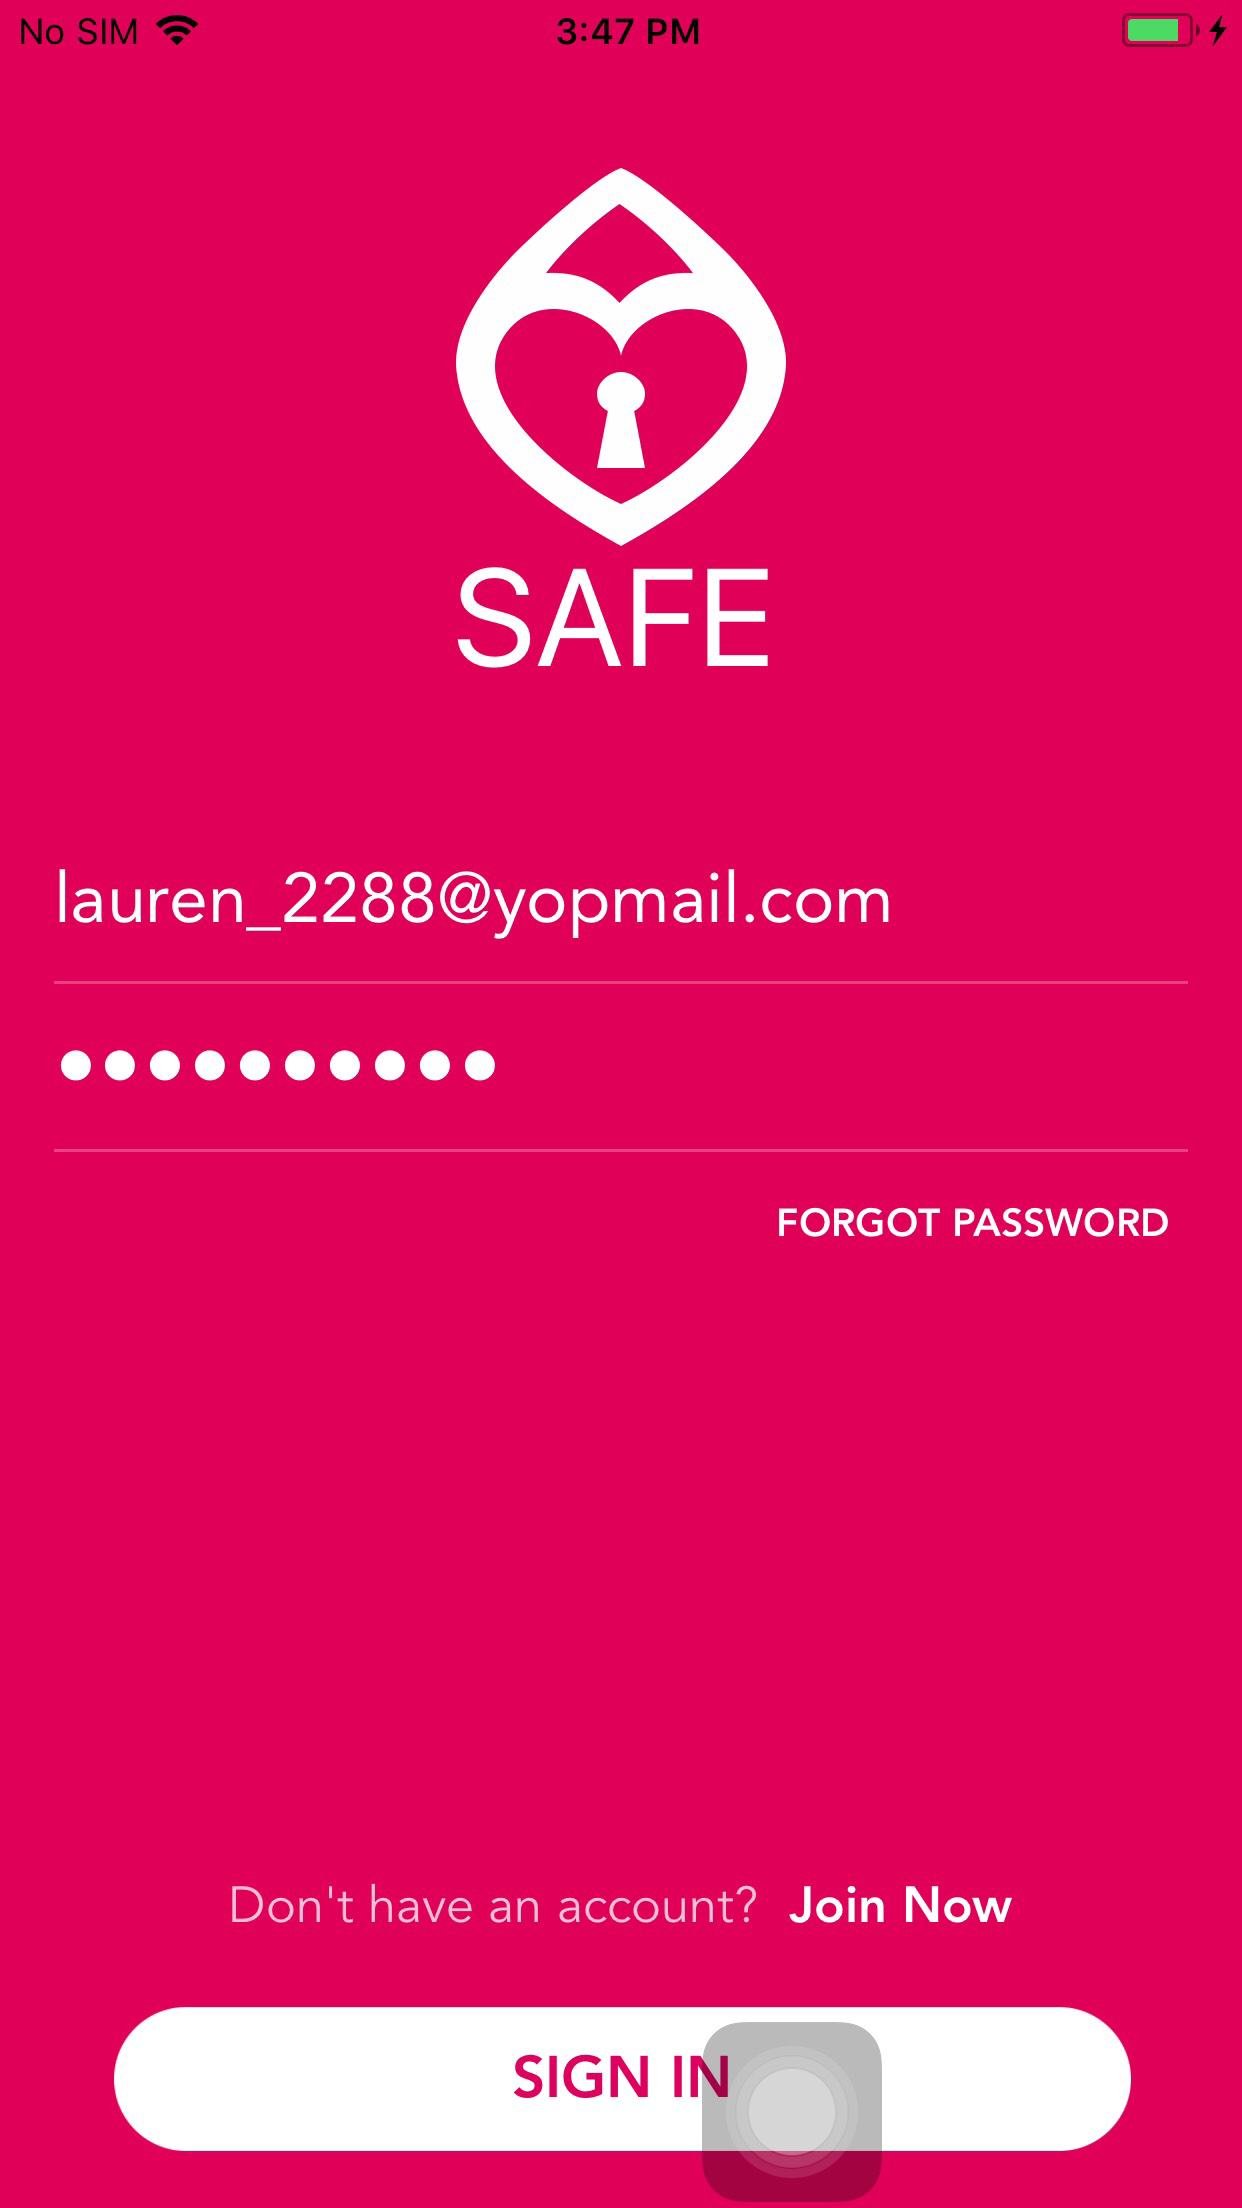 No SIM 3:47 PM
SAFE
lauren_2288@yopmail.com
●●●●●●●●●●
FORGOT PASSWORD
Don't have an account? Join Now
SIGN IN